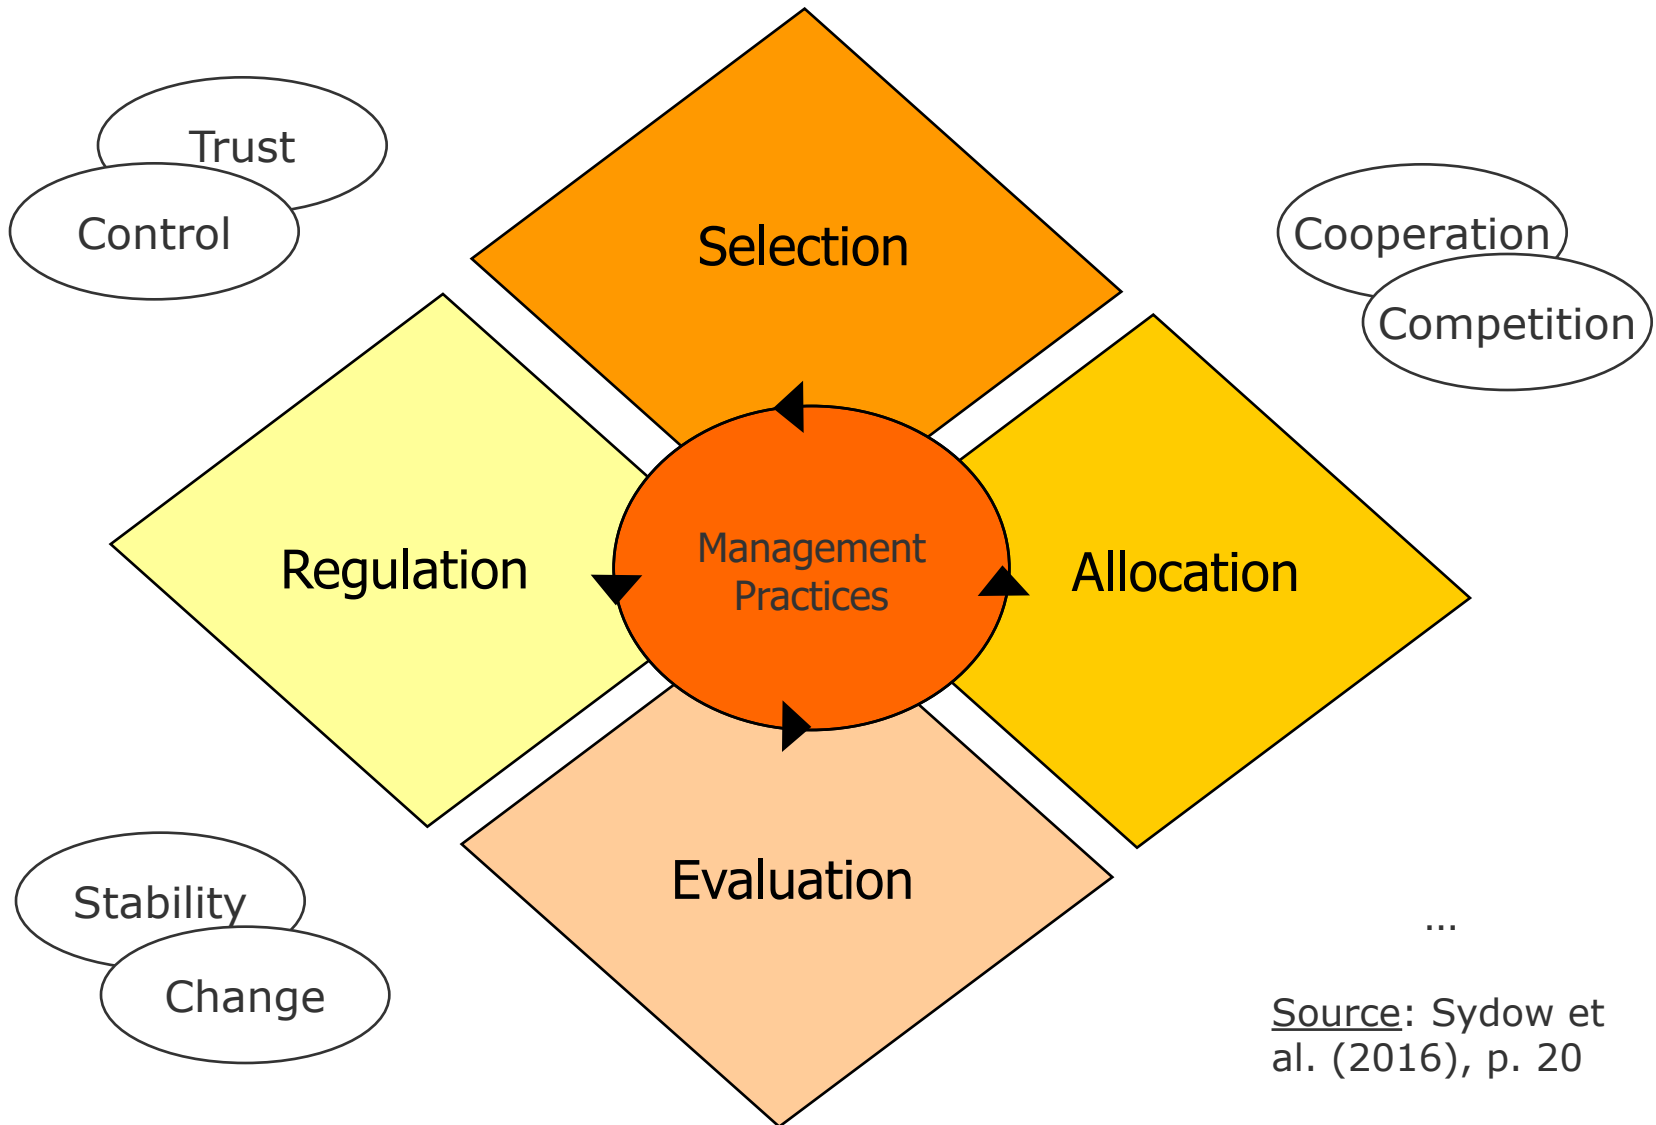 Trust
Control
Selection
Cooperation
Competition
Regulation
Management
Practices
Allocation
Stability
Change
Evaluation
...
Source: Sydow et
al. (2016), p. 20